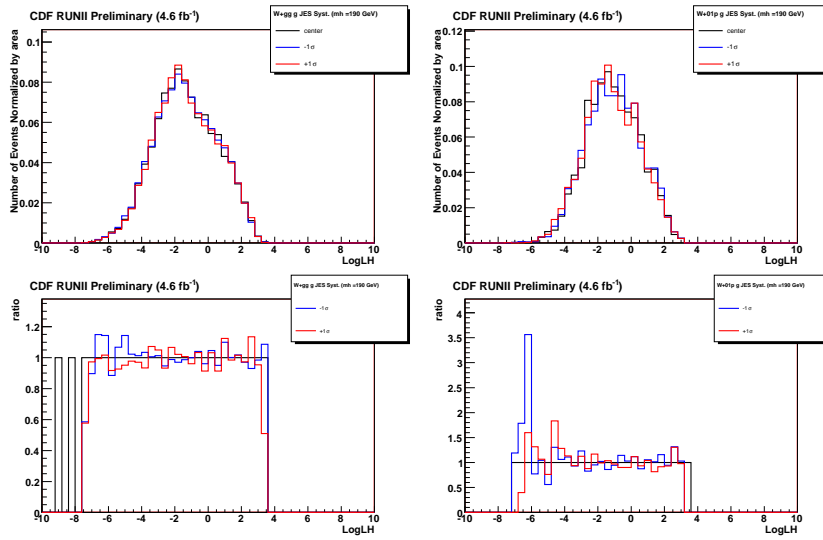 CDF RUNII Preliminary (4.6 fb-1)
W+gg g JES Syst. (mh =190 GeV)
center
-1 σ
+1 σ
Number of Events Normalized by area
0.1
0.08
0.06
0.04
0.02
0
-10 -8 -6 -4 -2 0 2 4 6 8 10
LogLH
CDF RUNII Preliminary (4.6 fb-1)
W+01p g JES Syst. (mh =190 GeV)
center
-1 σ
+1 σ
Number of Events Normalized by area
0.12
0.1
0.08
0.06
0.04
0.02
0
-10 -8 -6 -4 -2 0 2 4 6 8 10
LogLH
CDF RUNII Preliminary (4.6 fb-1)
W+gg g JES Syst. (mh =190 GeV)
-1 σ
+1 σ
ratio
1.2
1
0.8
0.6
0.4
0.2
0
-10 -8 -6 -4 -2 0 2 4 6 8 10
LogLH
CDF RUNII Preliminary (4.6 fb-1)
W+01p g JES Syst. (mh =190 GeV)
-1 σ
+1 σ
ratio
4
3.5
3
2.5
2
1.5
1
0.5
0
-10 -8 -6 -4 -2 0 2 4 6 8 10
LogLH